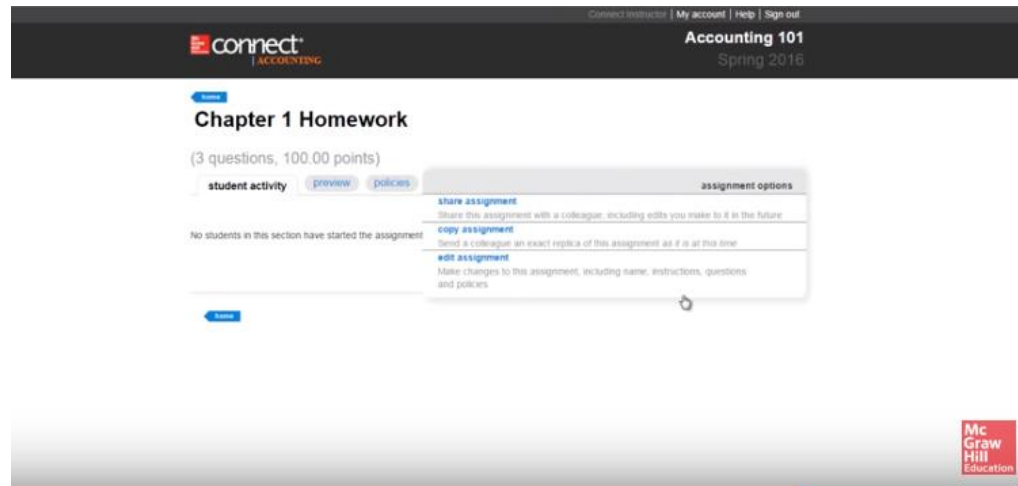 Connect Instructor | My account | Help | Sign out
connect
ACCOUNTING
Accounting 101
Spring 2016
home
Chapter 1 Homework
(3 questions, 100.00 points)
student activity preview policies
assignment options
share assignment
Share this assignment with a colleague, including edits you make to it in the future
No students in this section have started the assignment
copy assignment
Send a colleague an exact replica of this assignment as it is at this time
edit assignment
Make changes to this assignment, including name, instructions, questions
and policies
home
Mc
Graw
Hill
Education